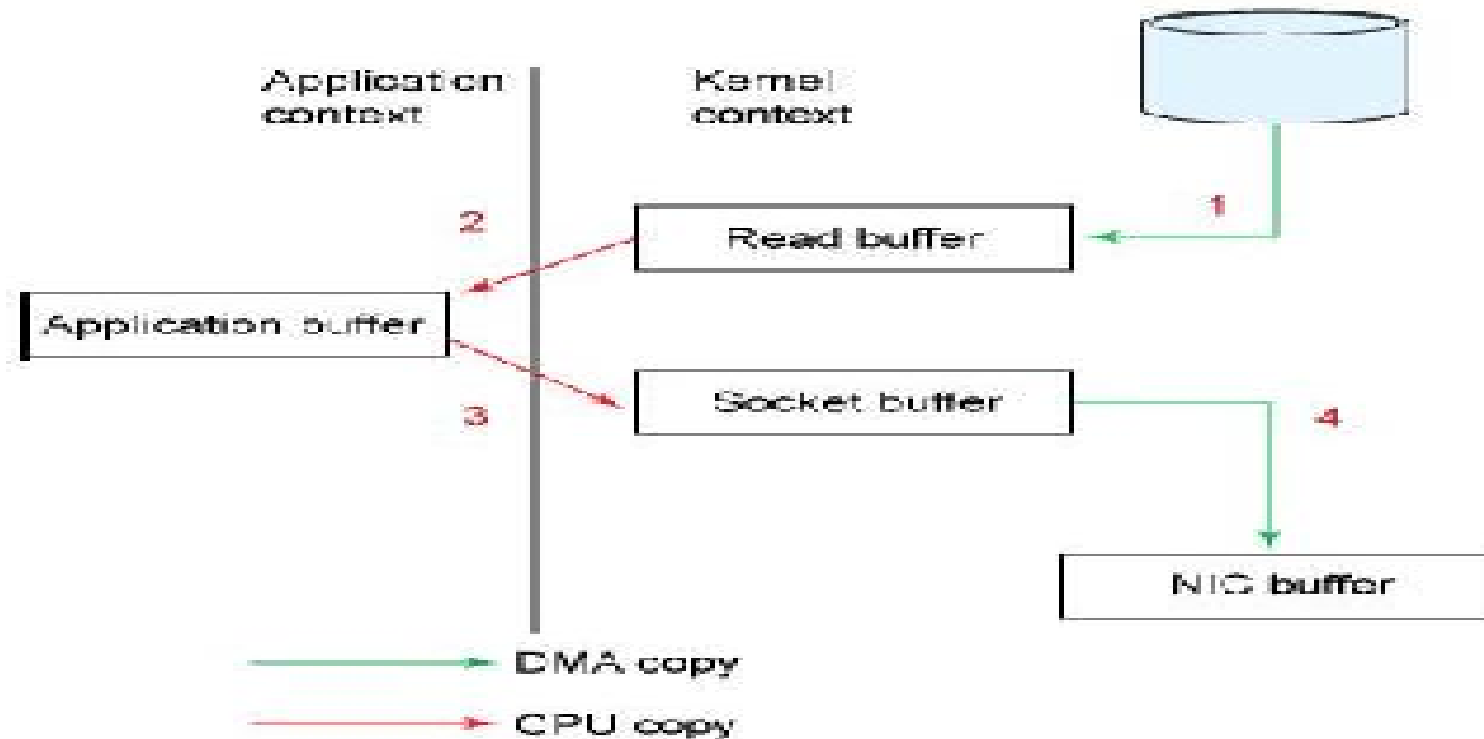 Application
context
Kernel
context
1
2
Read buffer
Application buffer
Socket buffer
3
4
NIC buffer
DMA copy
CPU copy